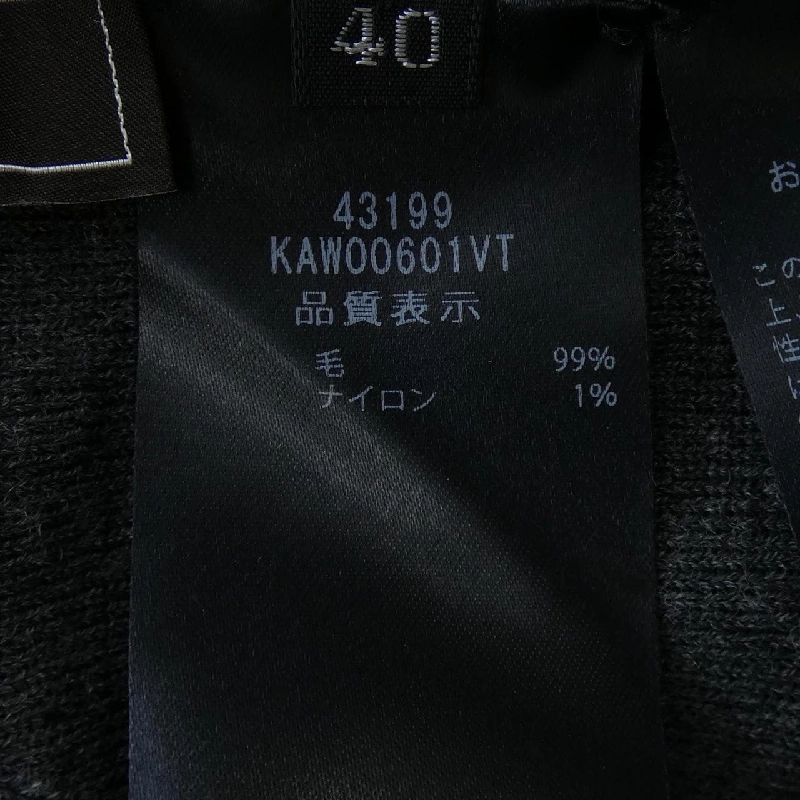 40
43199
KAW00601VT
品質表示
毛 99%
ナイロン 1%
お
この
上、
性
に